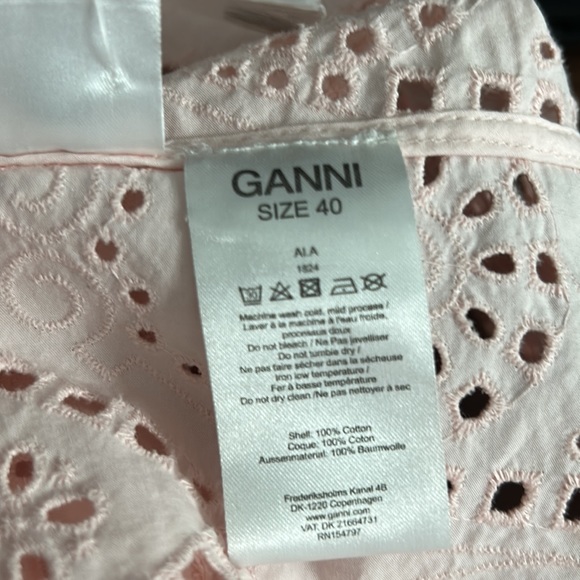 GANNI
SIZE 40
AI.A
1824
Machine wash cold, mild process /
Laver à la machine à l'eau froide,
processus doux
Do not bleach / Ne Pas javelliser
Do not tumble dry /
Ne pas faire sécher dans la sécheuse
Iron low temperature /
Fer à basse température
Do not dry clean /Ne pas nettoyer à sec
Shell: 100% Cotton
Coque: 100% Coton
Aussenmaterial: 100% Baumwolle
Frederiksholms Kanal 4B
DK-1220 Copenhagen
www.ganni.com
VAT. DK 21664731
RN154797